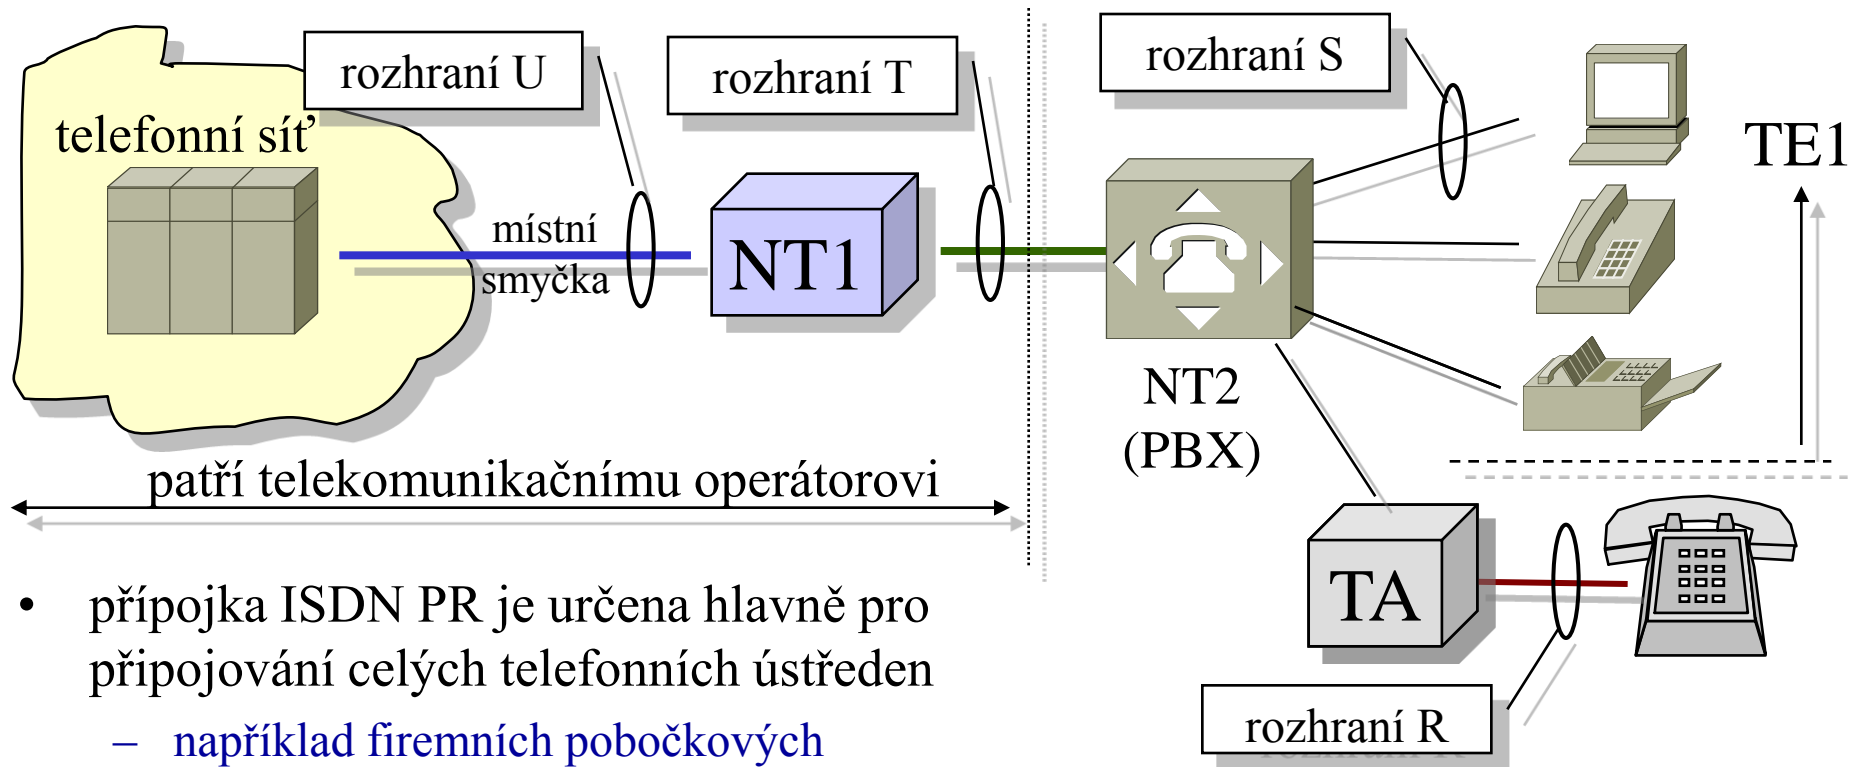 rozhraní U
rozhraní T
rozhraní S
telefonní síť
TE1
místní
smyčka
NT1
NT2
(PBX)
patří telekomunikačnímu operátorovi
TA
• přípojka ISDN PR je určena hlavně pro
připojování celých telefonních ústředen
– například firemních pobočkových
rozhraní R